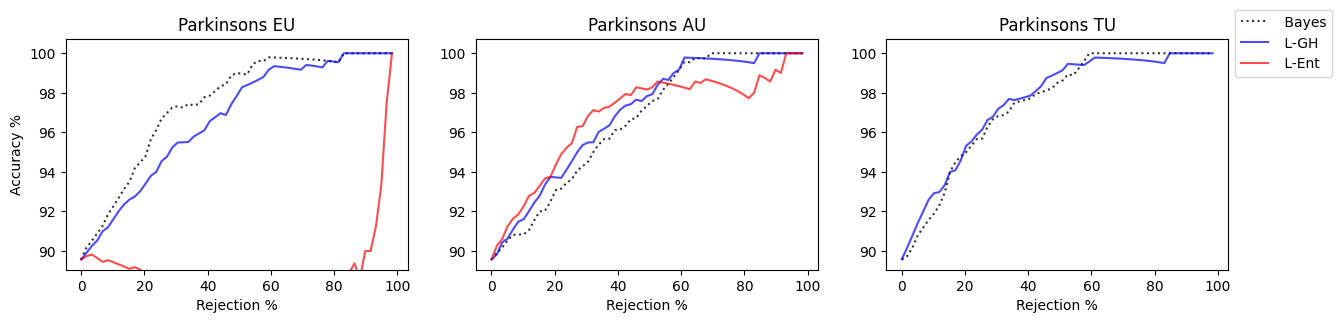 Parkinsons EU
Accuracy %
100
98
96
94
92
90
0 20 40 60 80 100
Rejection %
Parkinsons AU
100
98
96
94
92
90
0 20 40 60 80 100
Rejection %
Parkinsons TU
100
98
96
94
92
90
0 20 40 60 80 100
Rejection %
Bayes
L-GH
L-Ent